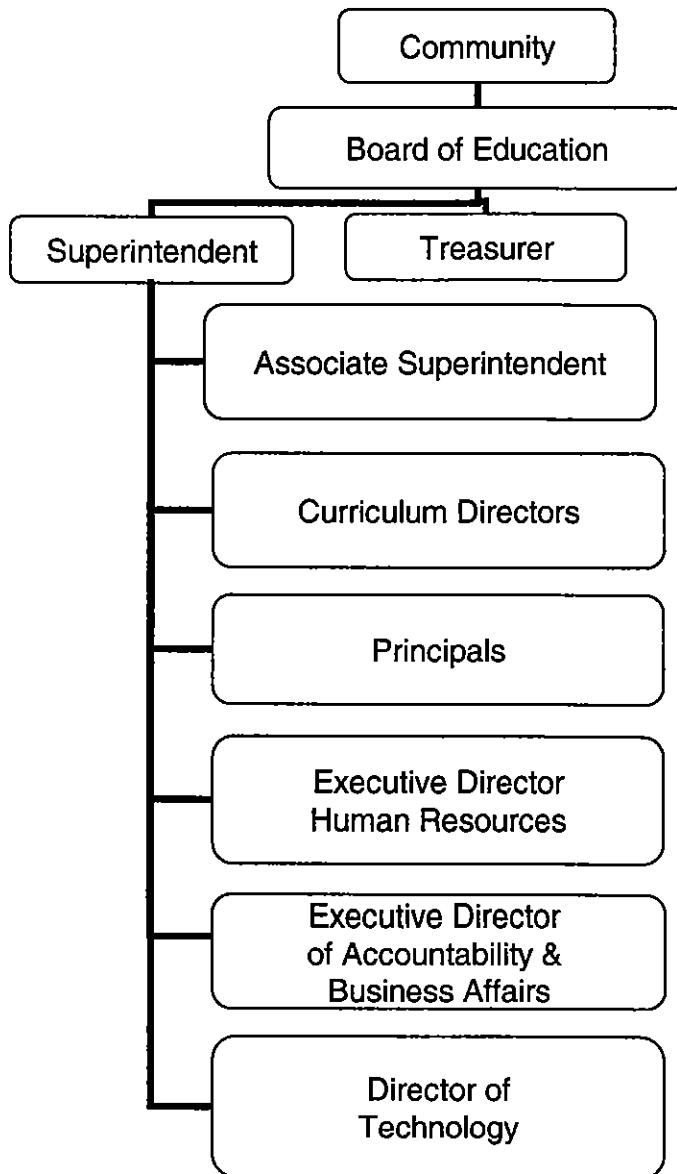 Community
Board of Education
Superintendent
Treasurer
Associate Superintendent
Curriculum Directors
Principals
Executive Director
Human Resources
Executive Director
of Accountability &
Business Affairs
Director of
Technology